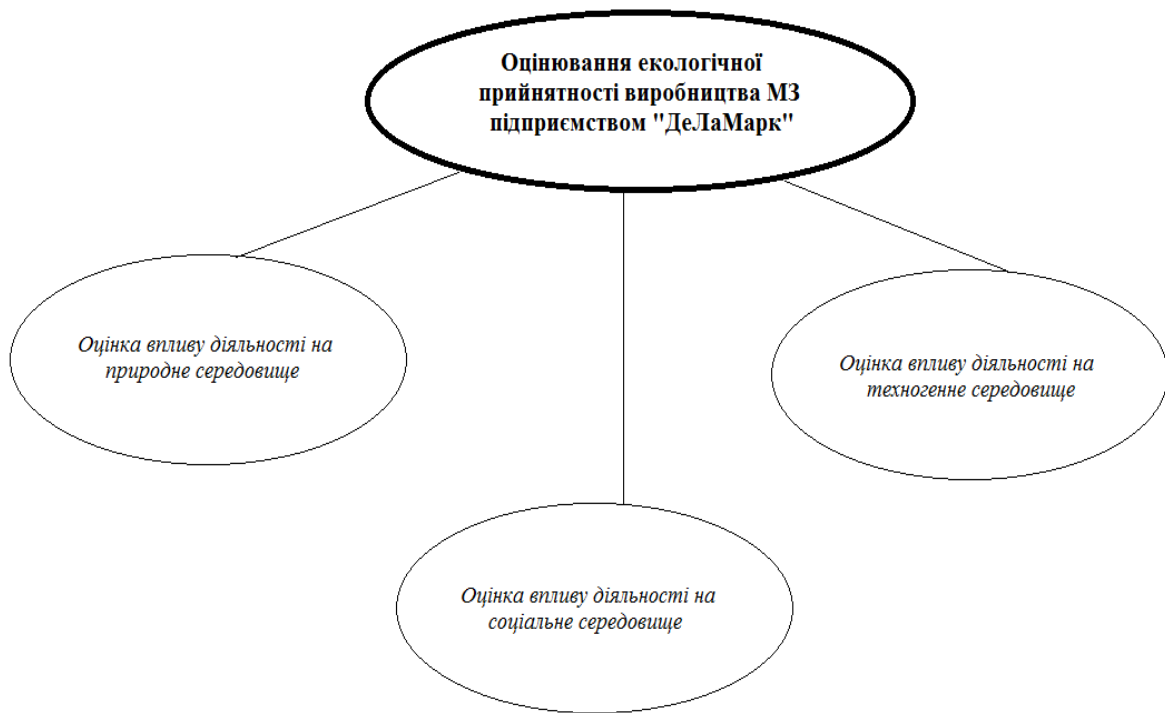 Оцінювання екологічної
прийнятності виробництва МЗ
підприємством "ДеЛаМарк"
Оцінка впливу діяльності на
природне середовище
Оцінка впливу діяльності на
техногенне середовище
Оцінка впливу діяльності на
соціальне середовище